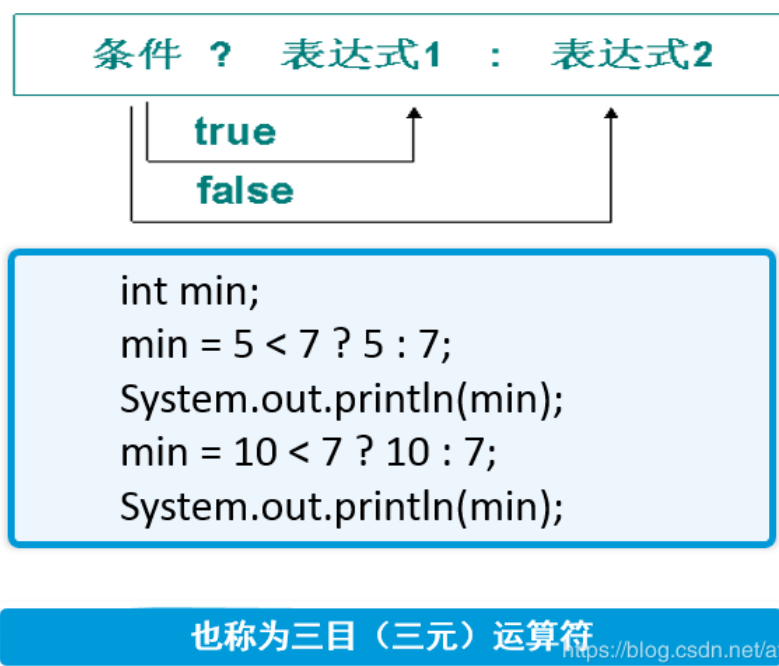 条件 ? 表达式1 : 表达式2
true
false
int min;
min = 5 < 7 ? 5 : 7;
System.out.println(min);
min = 10 < 7 ? 10 : 7;
System.out.println(min);
也称为三目（三元）运算符
https://blog.csdn.net/a